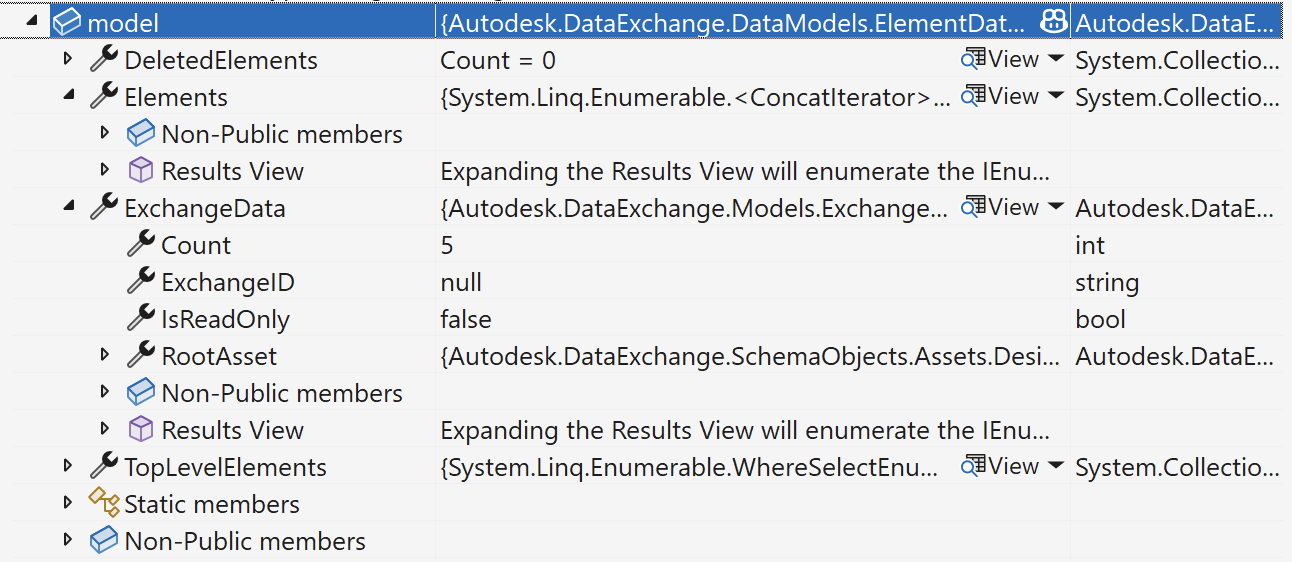 model {Autodesk.DataExchange.DataModels.ElementDat... Autodesk.DataE...
DeletedElements Count = 0 View System.Collectio...
Elements {System.Linq.Enumerable.<ConcatIterator>... View System.Collectio...
Non-Public members
Results View Expanding the Results View will enumerate the IEnu...
ExchangeData {Autodesk.DataExchange.Models.Exchange... View Autodesk.DataE...
Count 5 int
ExchangeID null string
IsReadOnly false bool
RootAsset {Autodesk.DataExchange.SchemaObjects.Assets.Desi... Autodesk.DataE...
Non-Public members
Results View Expanding the Results View will enumerate the IEnu...
TopLevelElements {System.Linq.Enumerable.WhereSelectEnu... View System.Collectio...
Static members
Non-Public members